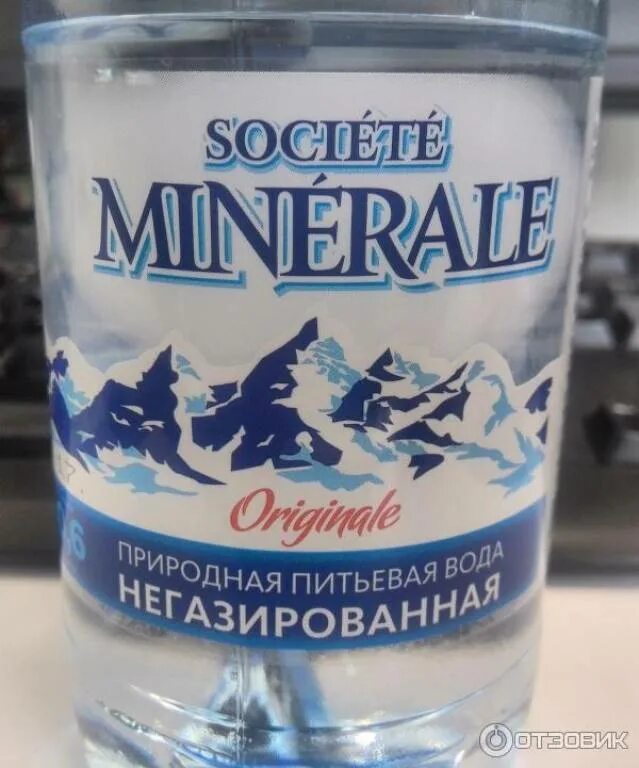 SOCIÉTÉ
MINÉRALE
Originale
ПРИРОДНАЯ ПИТЬЕВАЯ ВОДА
НЕГАЗИРОВАННАЯ
ОТЗОВИК